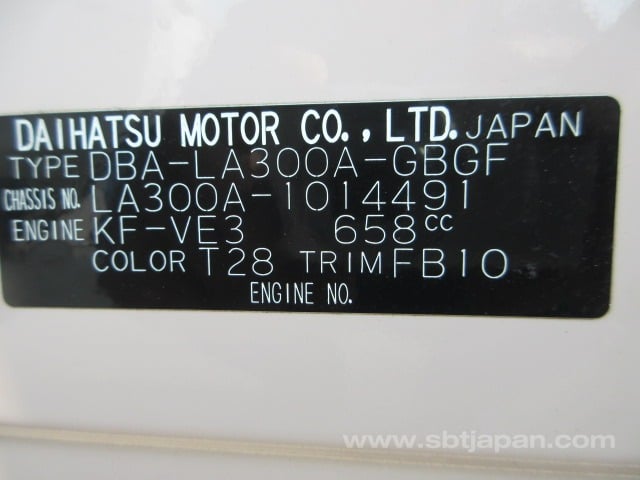 DAIHATSU MOTOR CO., LTD. JAPAN
TYPE DBA-LA300A-GBGF
CHASSIS NO. LA300A-1014491
ENGINE KF-VE3 658cc
COLOR T28 TRIM FB10
ENGINE NO.
www.sbtjapan.com